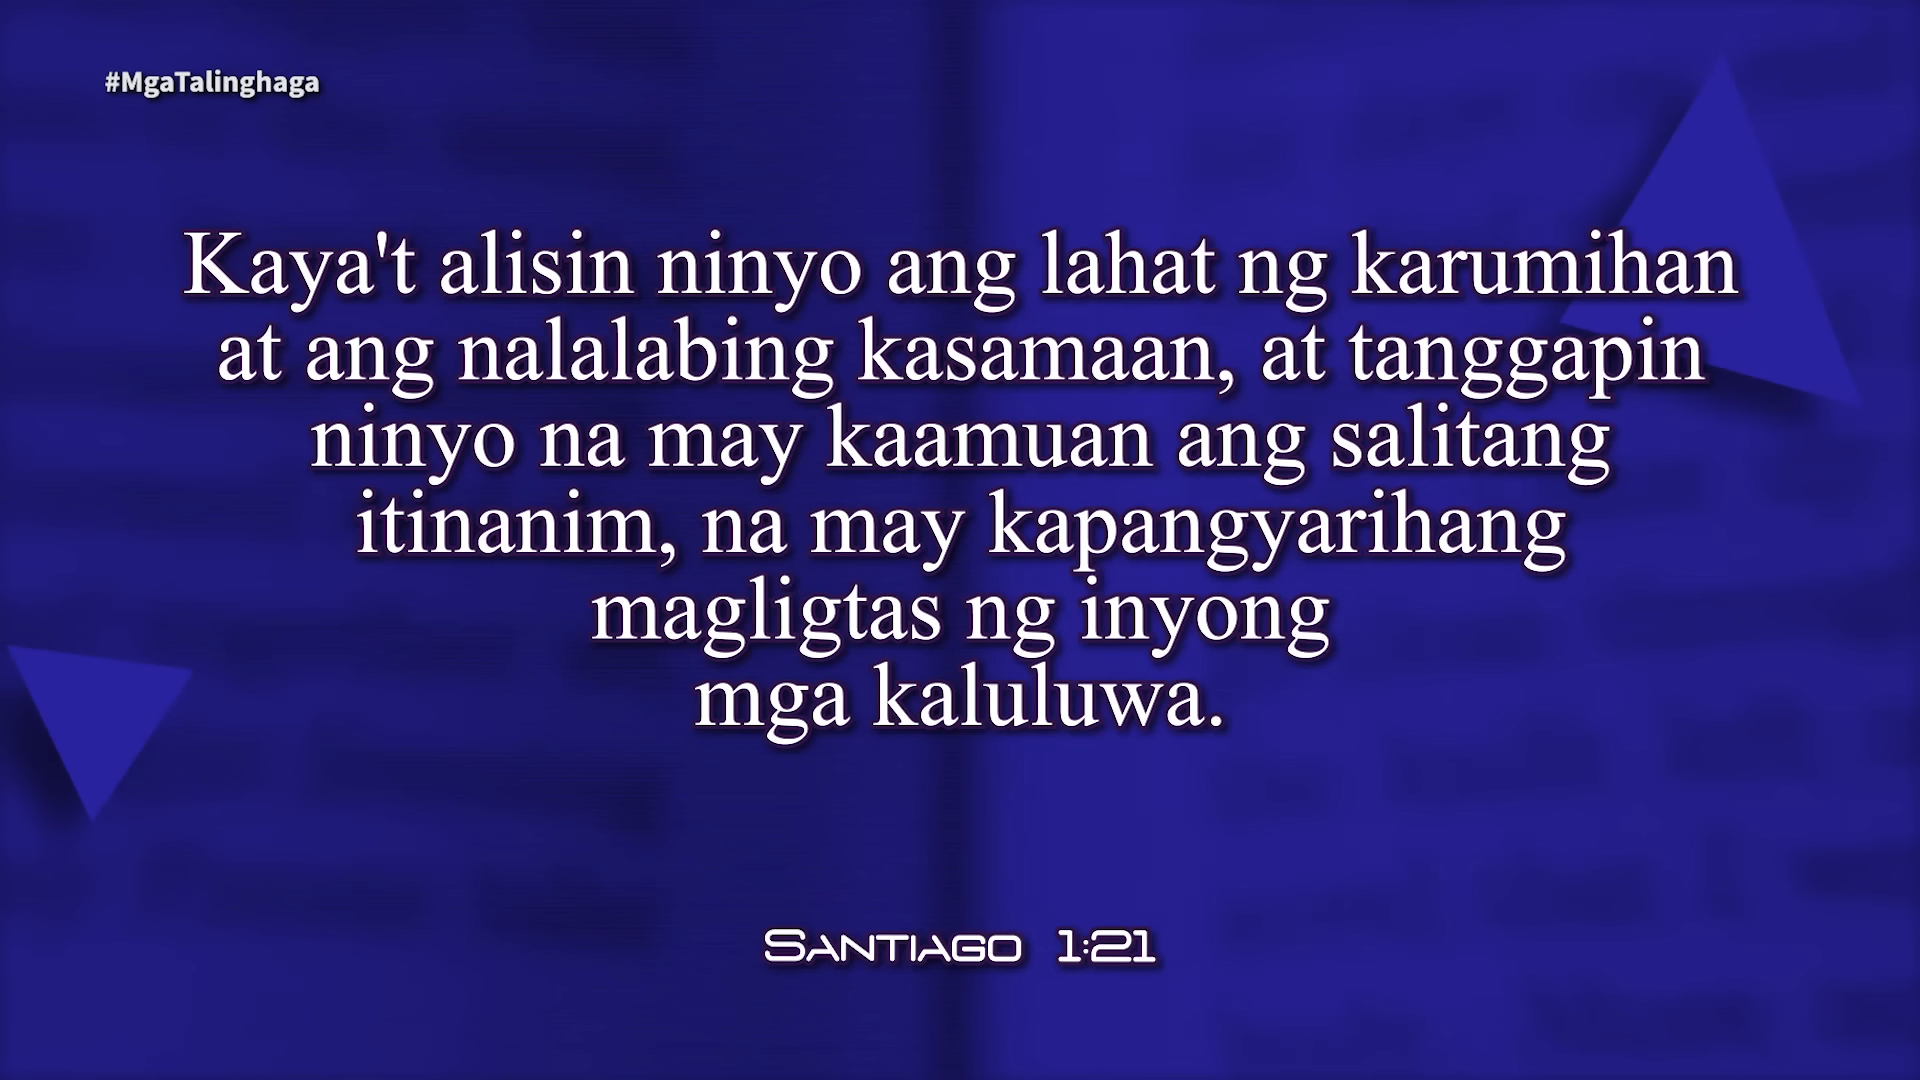 #MgaTalinghaga
Kaya't alisin ninyo ang lahat ng karumihan
at ang nalalabing kasamaan, at tanggapin
ninyo na may kaamuan ang salitang
itinanim, na may kapangyarihang
magligtas ng inyong
mga kaluluwa.
Santiago 1:21